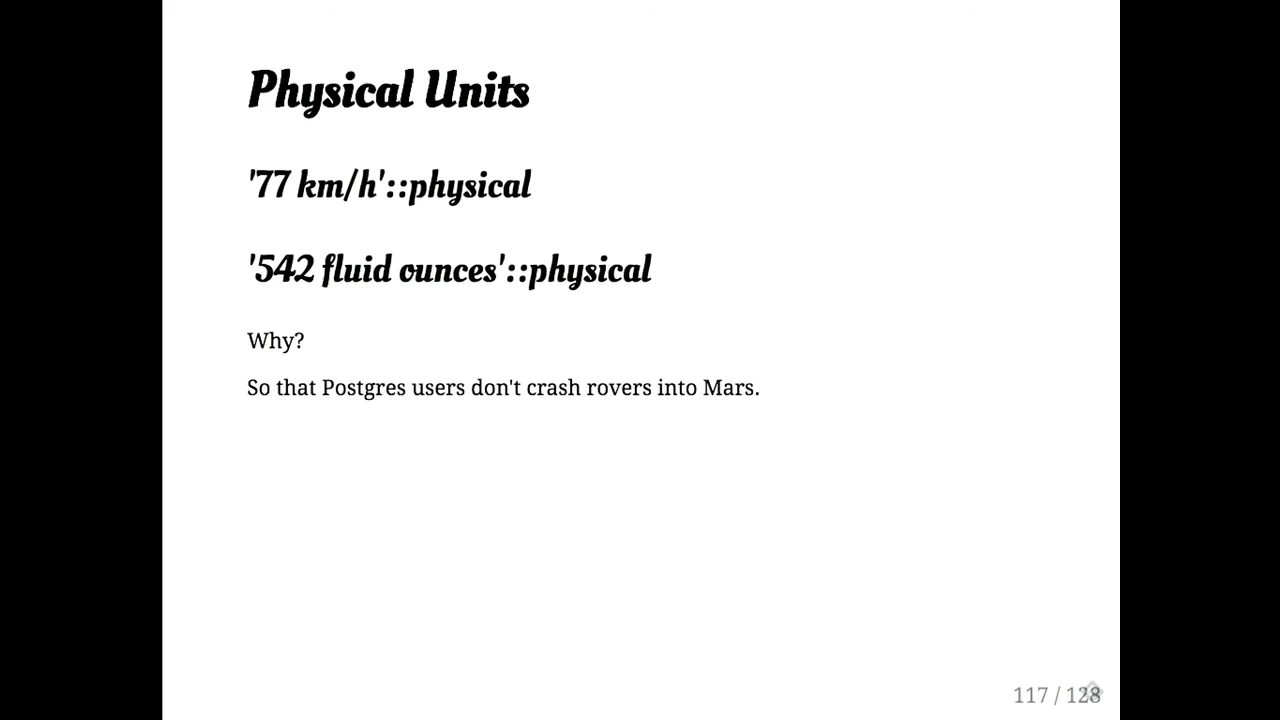 Physical Units
'77 km/h'::physical
'542 fluid ounces'::physical
Why?
So that Postgres users don't crash rovers into Mars.
117 / 128